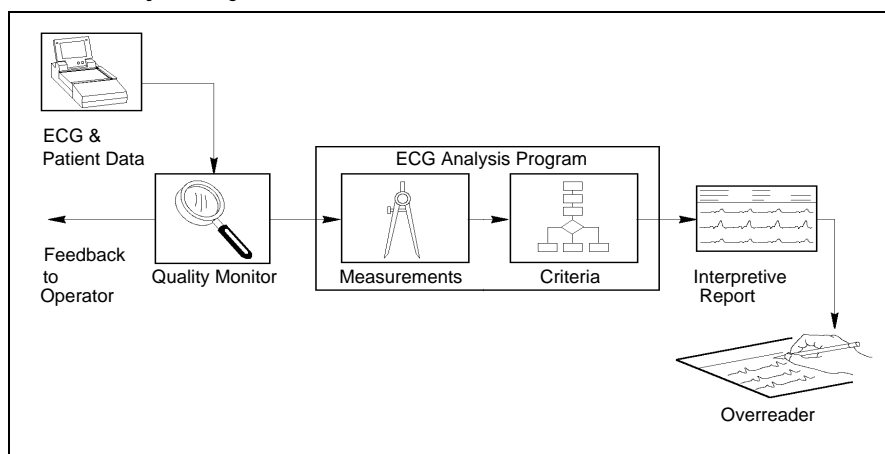 ECG &
Patient Data
ECG Analysis Program
Feedback
to
Operator
Quality Monitor
Measurements
Criteria
Interpretive
Report
Overreader